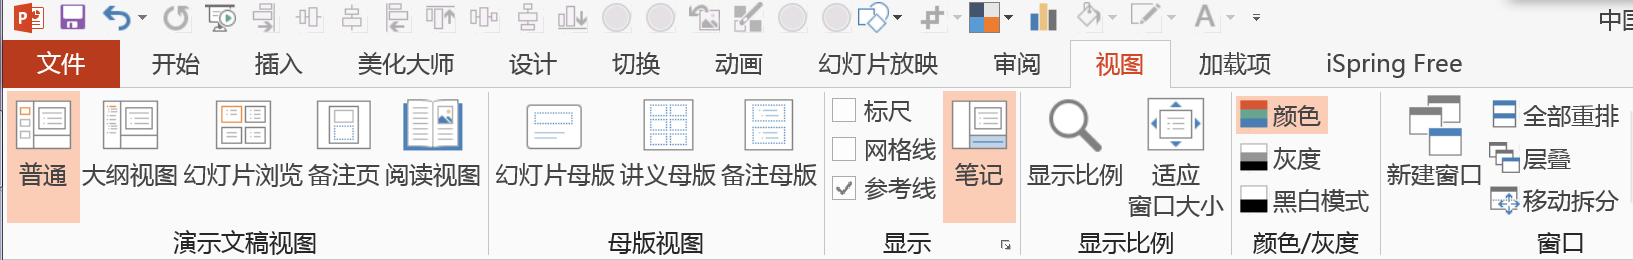 中国
文件 开始 插入 美化大师 设计 切换 动画 幻灯片放映 审阅 视图 加载项 iSpring Free
普通 大纲视图 幻灯片浏览 备注页 阅读视图
演示文稿视图
幻灯片母版 讲义母版 备注母版
母版视图
标尺
网格线
参考线
笔记
显示
显示比例 适应
窗口大小
显示比例
颜色
灰度
黑白模式
颜色/灰度
新建窗口
全部重排
层叠
移动拆分
窗口